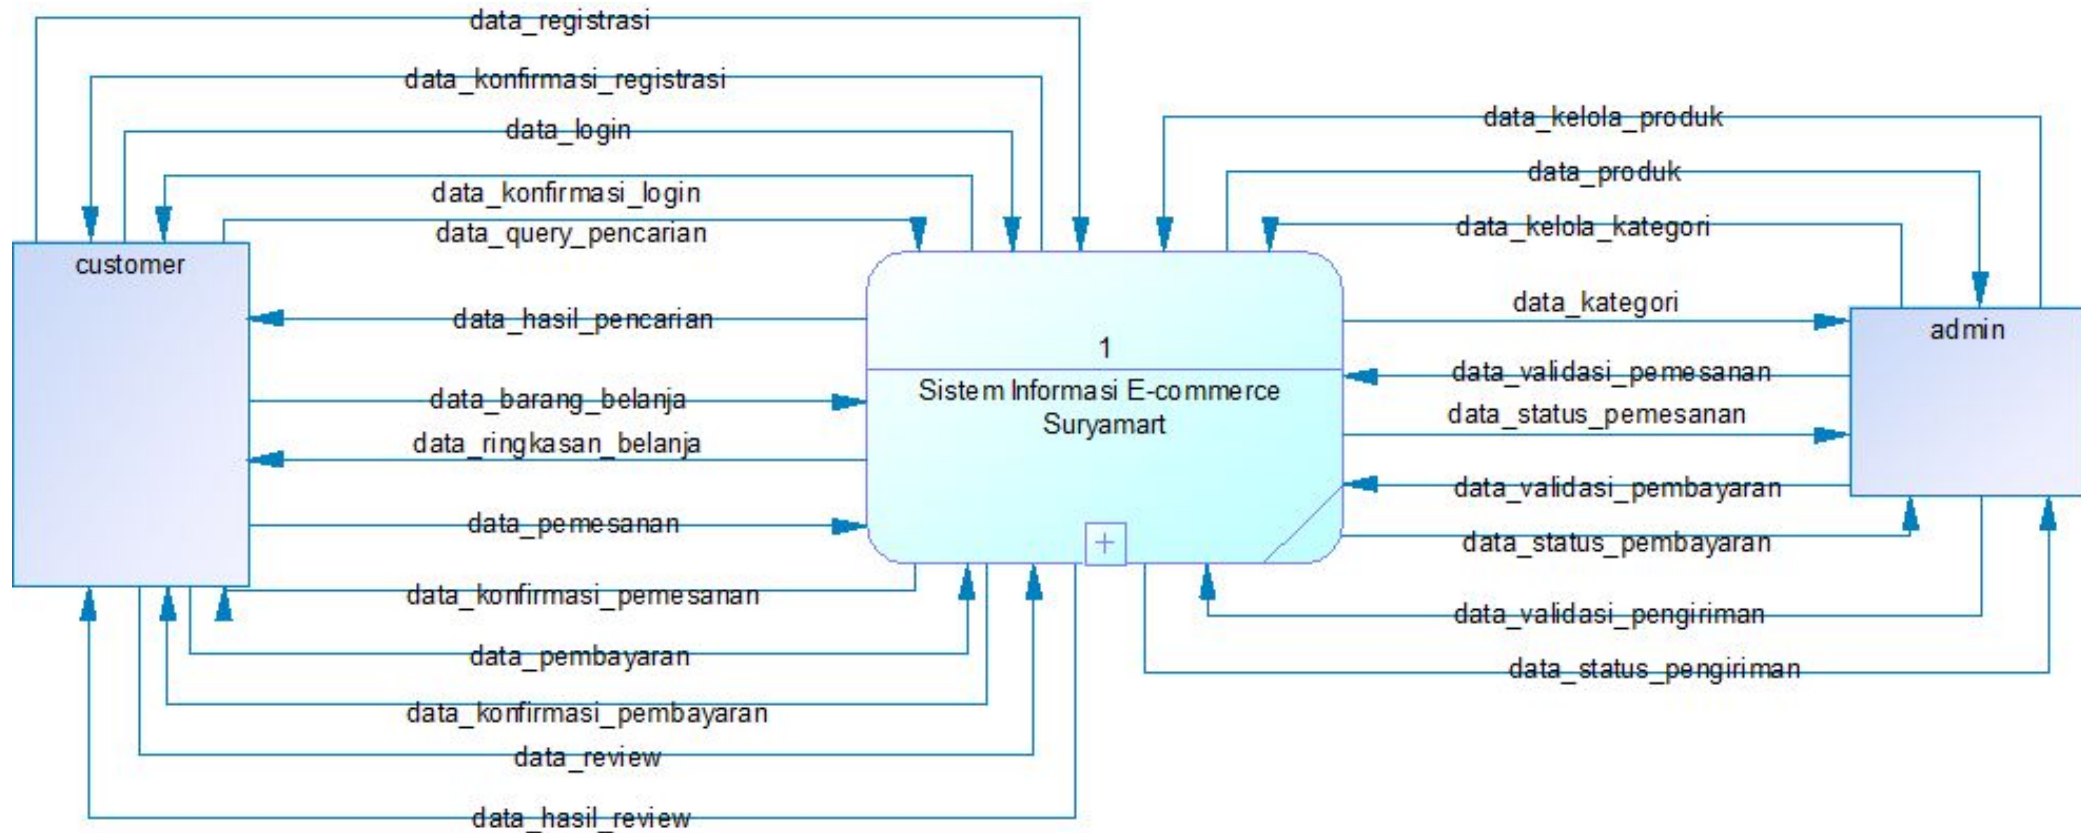 data_registrasi
data_konfirmasi_registrasi
data_login
data_konfirmasi_login
data_query_pencarian
customer
data_hasil_pencarian
data_barang_belanja
data_ringkasan_belanja
data_pemesanan
data_konfirmasi_pemesanan
data_pembayaran
data_konfirmasi_pembayaran
data_review
data_hasil_review
1
Sistem Informasi E-commerce
Suryamart
+
data_kelola_produk
data_produk
data_kelola_kategori
data_kategori
admin
data_validasi_pemesanan
data_status_pemesanan
data_validasi_pembayaran
data_status_pembayaran
data_validasi_pengiriman
data_status_pengiriman